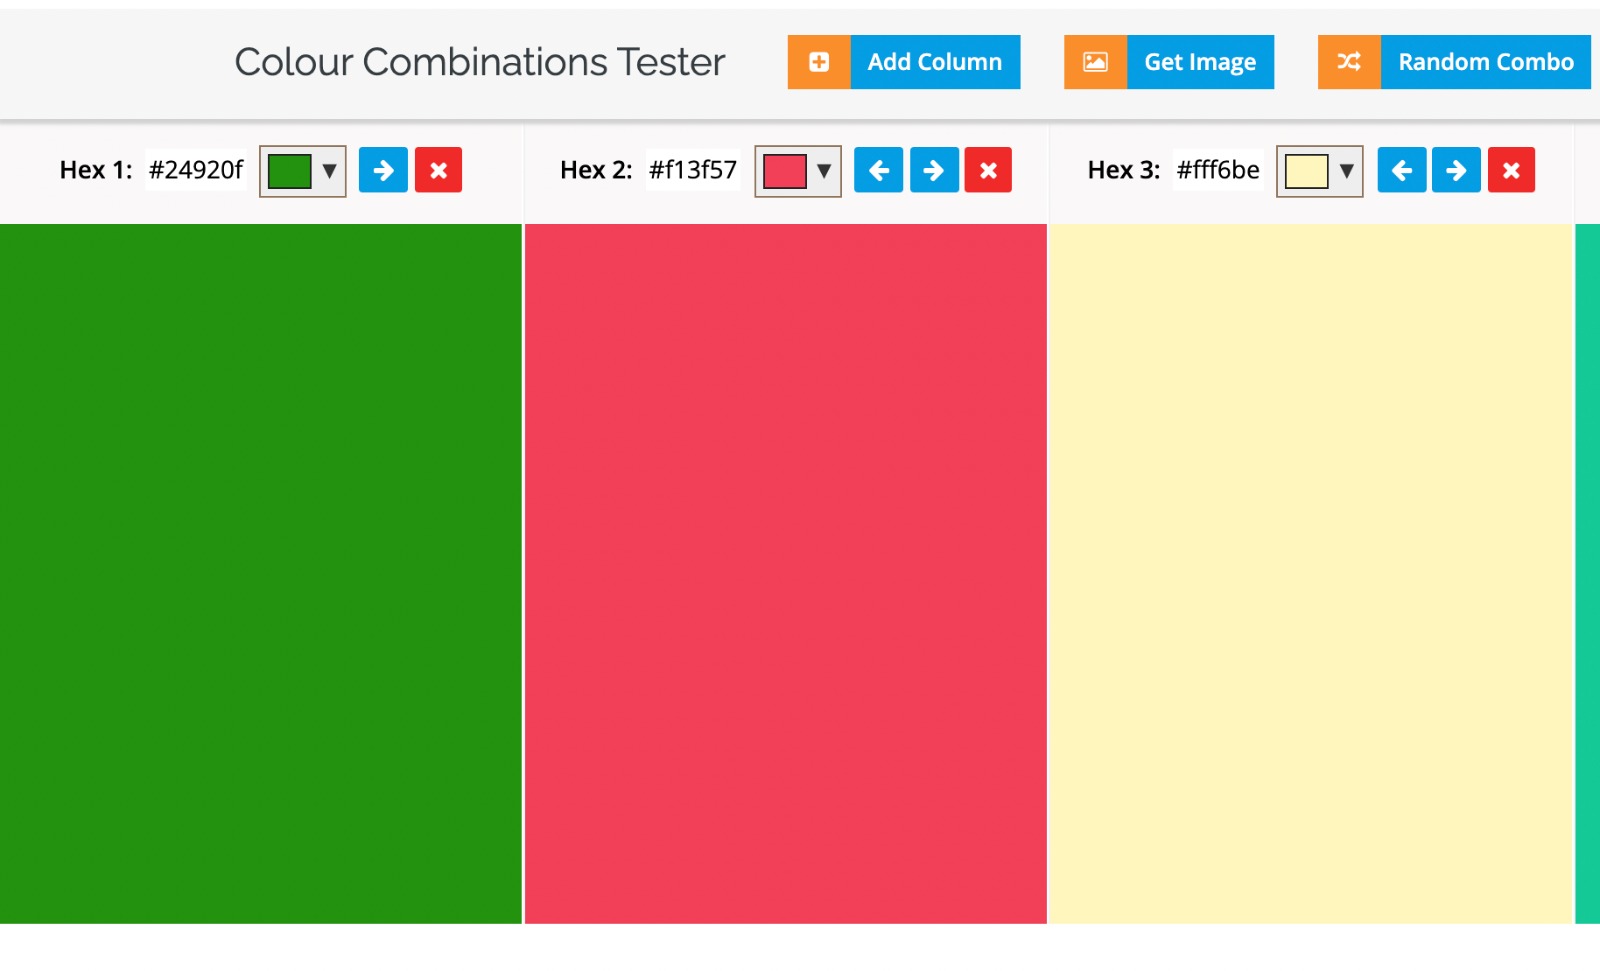 Colour Combinations Tester Add Column Get Image Random Combo
Hex 1: #24920f Hex 2: #f13f57 Hex 3: #fff6be